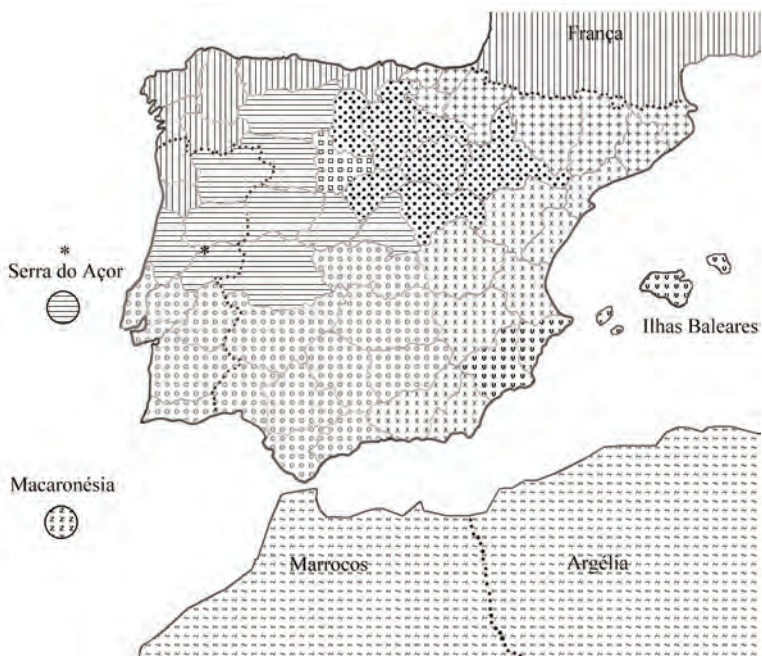 França
*
*
Serra do Açor
Ilhas Baleares
Macaronésia
Marrocos
Argélia